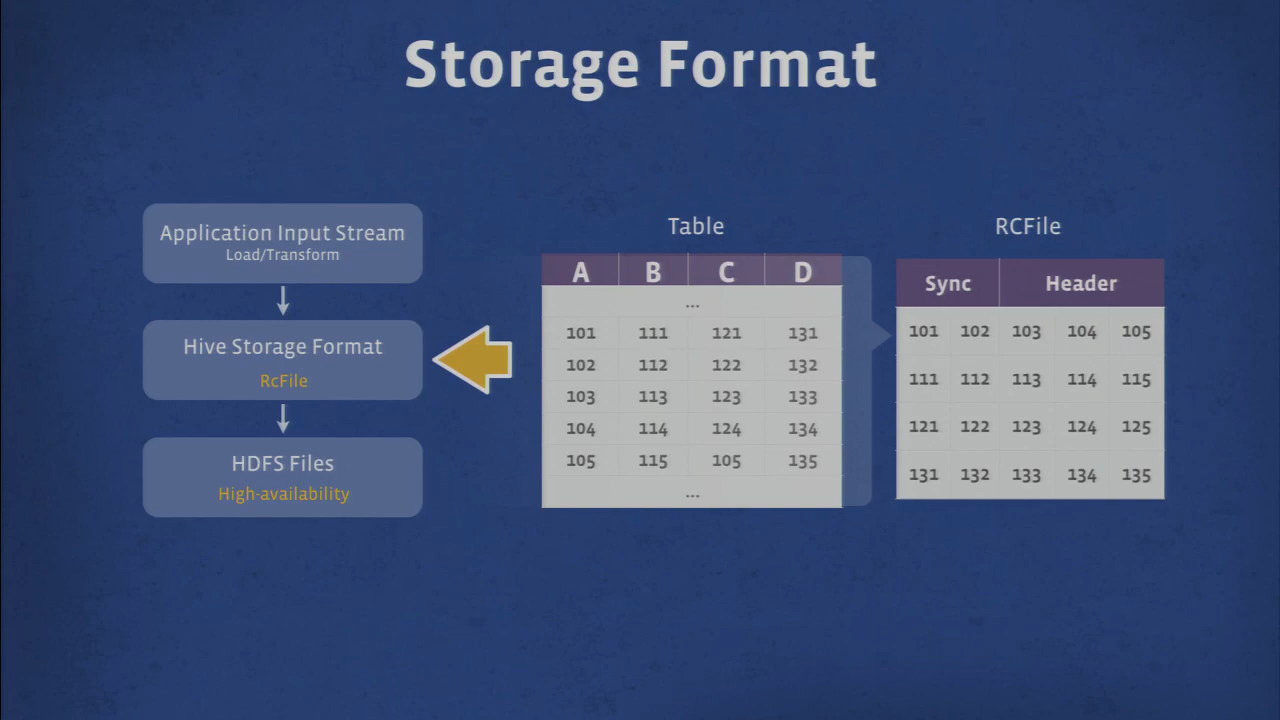 Storage Format
Application Input Stream
Load/Transform
Hive Storage Format
RcFile
HDFS Files
High-availability
Table
A B C D
...
101 111 121 131
102 112 122 132
103 113 123 133
104 114 124 134
105 115 105 135
...
RCFile
Sync Header
101 102 103 104 105
111 112 113 114 115
121 122 123 124 125
131 132 133 134 135